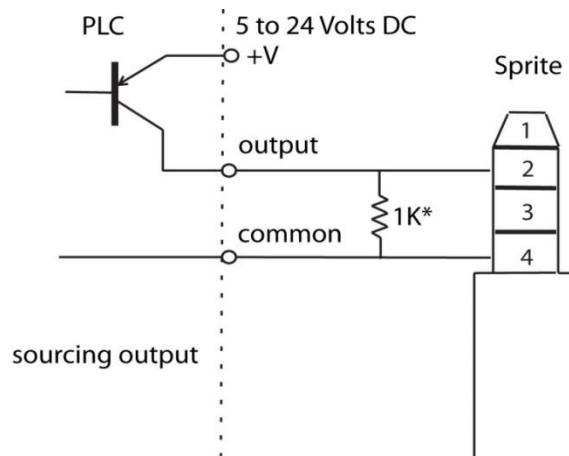 PLC
5 to 24 Volts DC
+V
Sprite
1
output
2
1K*
3
common
4
sourcing output